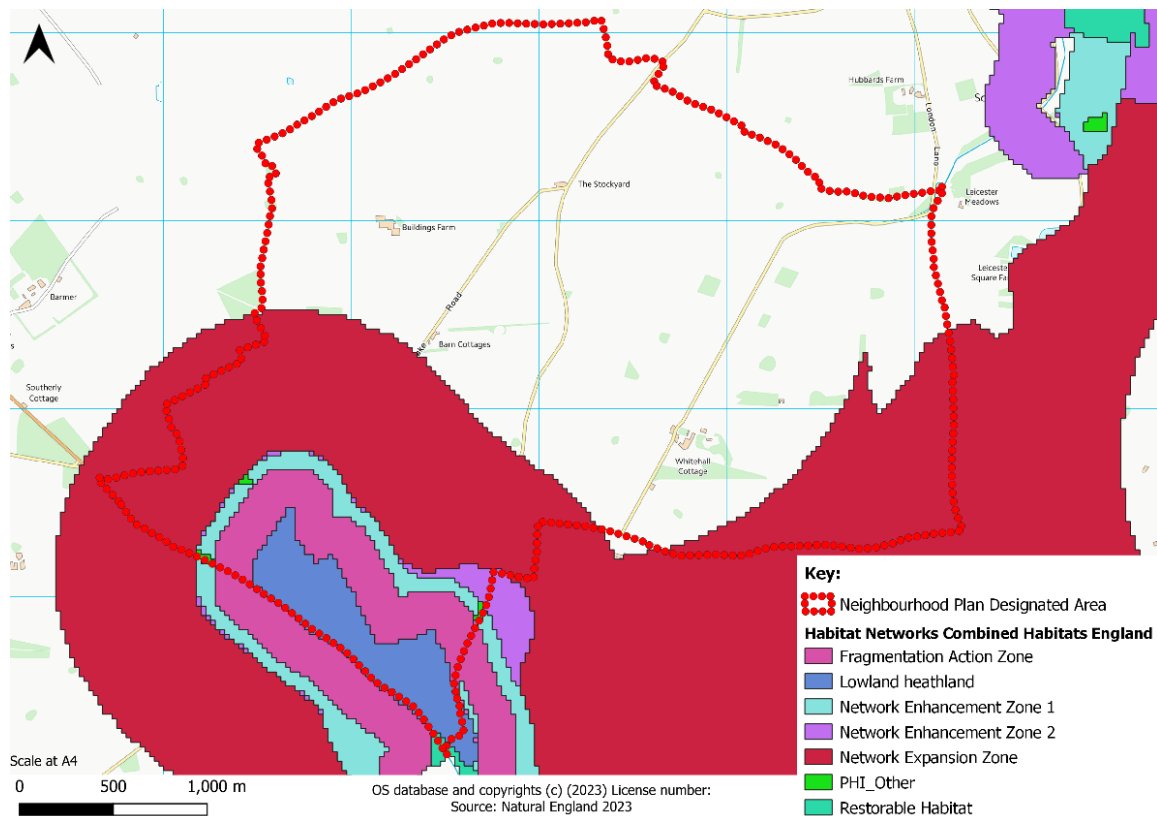 Hubbards Farm
London Lane
The Stockyard
Leicester
Meadows
Buildings Farm
Leicester
Square Fa
Barmer
Road
Barn Cottages
Southerly
Cottage
Whitehall
Cottage
Key:
Neighbourhood Plan Designated Area
Habitat Networks Combined Habitats England
Fragmentation Action Zone
Lowland heathland
Network Enhancement Zone 1
Network Enhancement Zone 2
Network Expansion Zone
PHI_Other
Restorable Habitat
Scale at A4
0 500 1,000 m
OS database and copyrights (c) (2023) License number:
Source: Natural England 2023